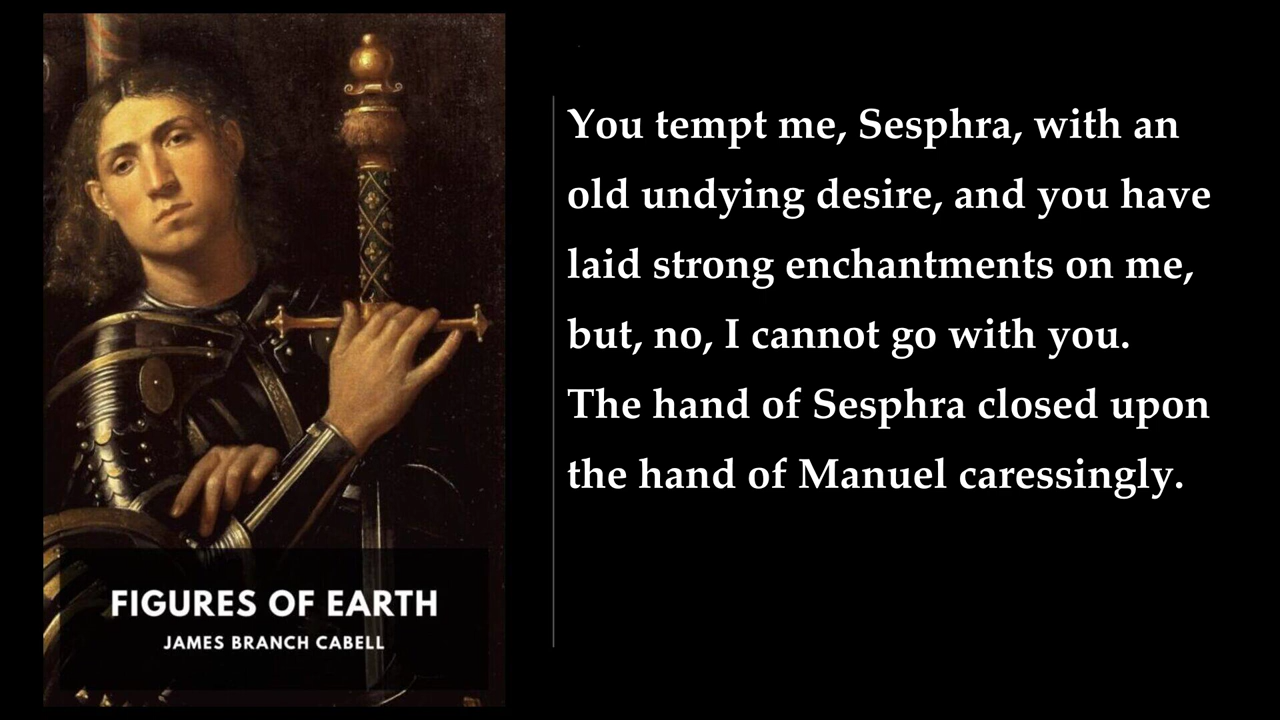 You tempt me, Sesphra, with an
old undying desire, and you have
laid strong enchantments on me,
but, no, I cannot go with you.
The hand of Sesphra closed upon
the hand of Manuel caressingly.
FIGURES OF EARTH
JAMES BRANCH CABELL